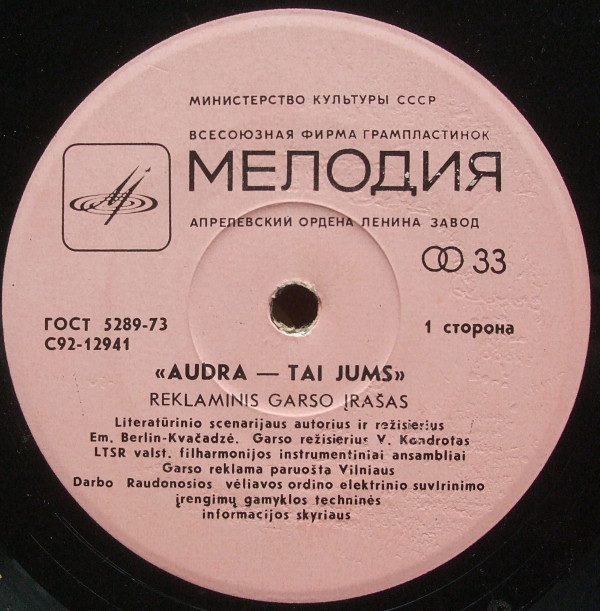 МИНИСТЕРСТВО КУЛЬТУРЫ СССР
ВСЕСОЮЗНАЯ ФИРМА ГРАМПЛАСТИНОК
МЕЛОДИЯ
АПРЕЛЕВСКИЙ ОРДЕНА ЛЕНИНА ЗАВОД
33
ГОСТ 5289-73
С92-12941
1 сторона
«AUDRA — TAI JUMS»
REKLAMINIS GARSO ĮRAŠAS
Literatūrinio scenarijaus autorius ir režisierius
Em. Berlin-Kvačadzė. Garso režisierius V. Kondrotas
LTSR valst. filharmonijos instrumentiniai ansambliai
Garso reklama paruošta Vilniaus
Darbo Raudonosios vėliavos ordino elektrinio suvirinimo
įrengimų gamyklos techninės
informacijos skyriaus